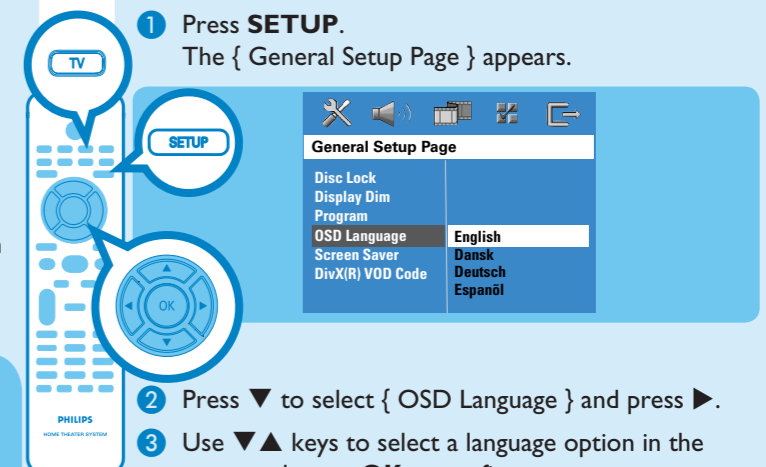 1 Press SETUP.
The { General Setup Page } appears.
TV
SETUP
General Setup Page
Disc Lock
Display Dim
Program
OSD Language English
Screen Saver Dansk
DivX(R) VOD Code Deutsch
Espanõl
OK
PHILIPS
HOME THEATER SYSTEM
2 Press ▼ to select { OSD Language } and press ▶.
3 Use ▼▲ keys to select a language option in the